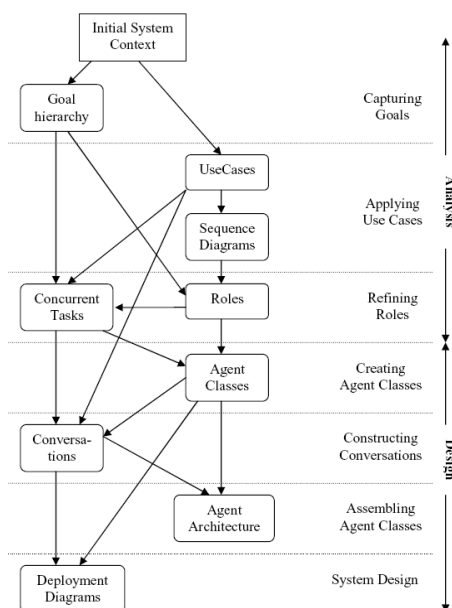 Initial System
Context
Goal
hierarchy
Capturing
Goals
UseCases
Sequence
Diagrams
Applying
Use Cases
Analysis
Concurrent
Tasks
Roles
Refining
Roles
Agent
Classes
Creating
Agent Classes
Conversa-
tions
Constructing
Conversations
Design
Agent
Architecture
Assembling
Agent Classes
Deployment
Diagrams
System Design